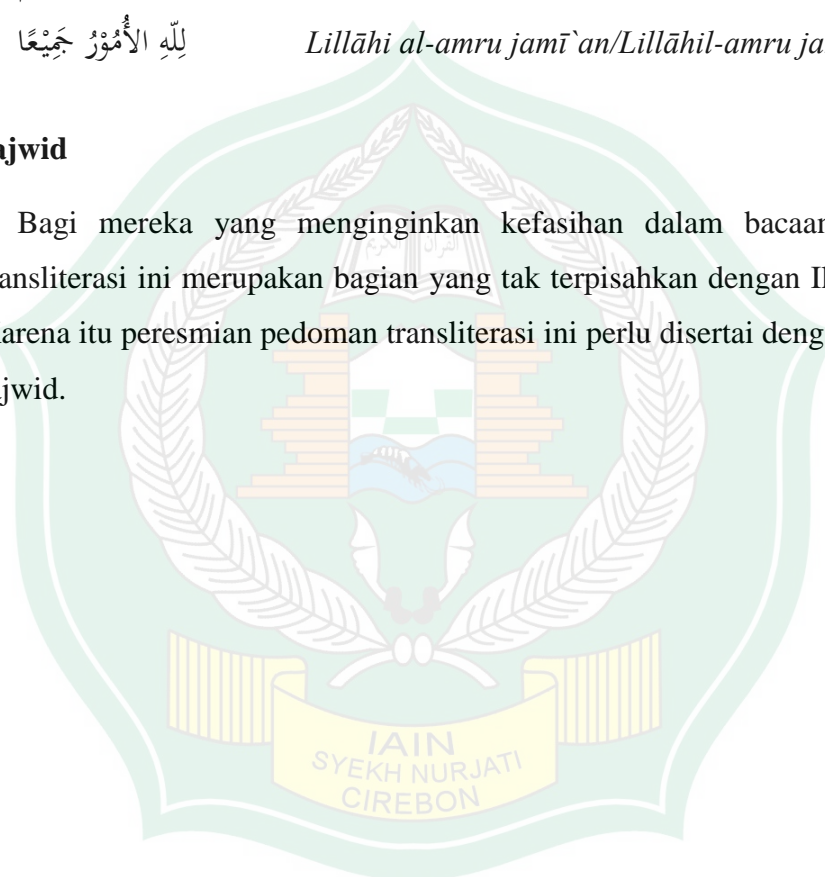 لِلّهِ الأُمُوْرُ جَمِيْعًا Lillāhi al-amru jamī`an/Lillāhil-amru ja
ajwid
Bagi mereka yang menginginkan kefasihan dalam bacaan
ansliterasi ini merupakan bagian yang tak terpisahkan dengan Il
arena itu peresmian pedoman transliterasi ini perlu disertai deng
jwid.
القرآن الكريم
IAIN
SYEKH NURJATI
CIREBON